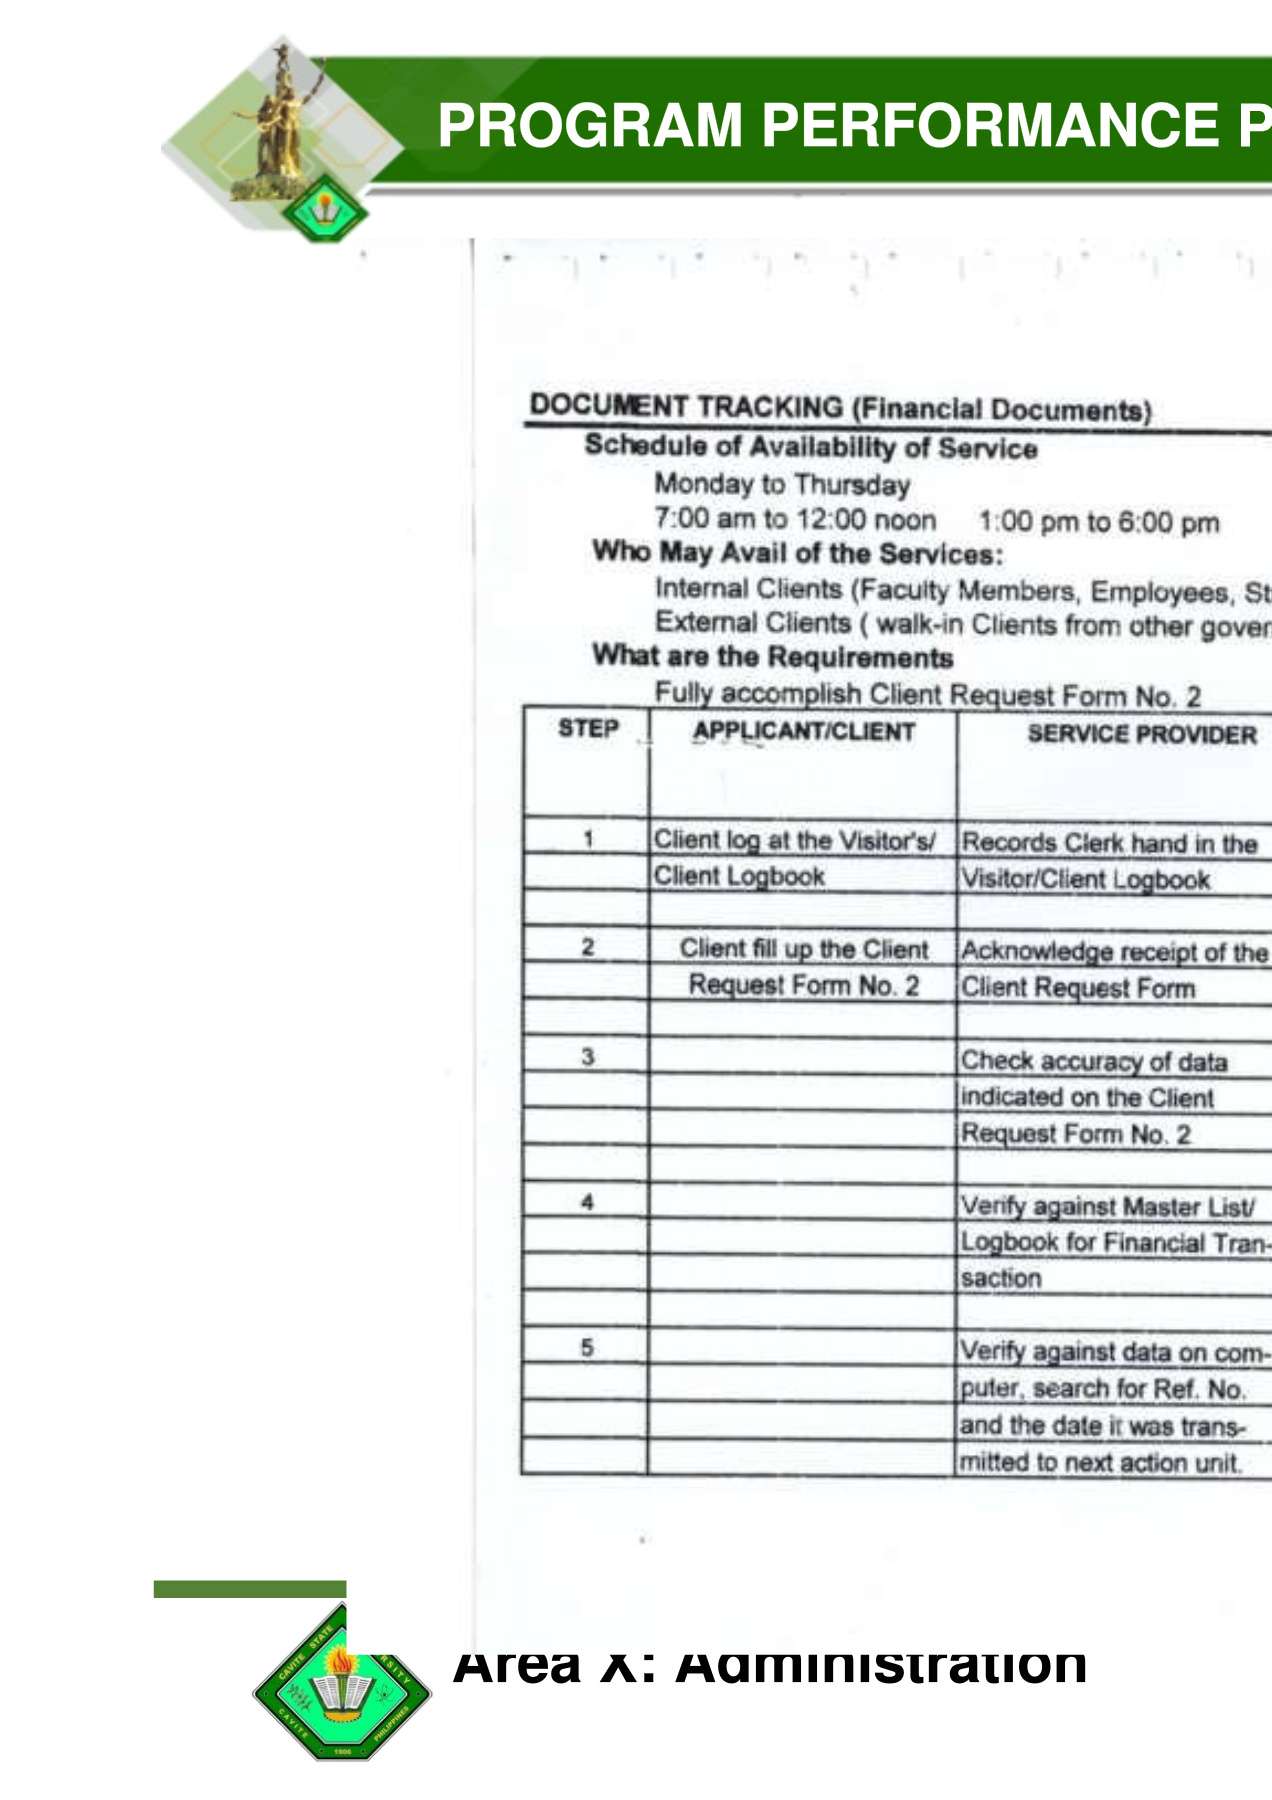 PROGRAM PERFORMANCE P
DOCUMENT TRACKING (Financial Documents)
Schedule of Availability of Service
Monday to Thursday
7:00 am to 12:00 noon 1:00 pm to 6:00 pm
Who May Avail of the Services:
Internal Clients (Faculty Members, Employees, St
External Clients ( walk-in Clients from other gover
What are the Requirements
Fully accomplish Client Request Form No. 2
STEP APPLICANT/CLIENT SERVICE PROVIDER
1 Client log at the Visitor's/ Records Clerk hand in the
Client Logbook Visitor/Client Logbook
2 Client fill up the Client Acknowledge receipt of the
Request Form No. 2 Client Request Form
3 Check accuracy of data
indicated on the Client
Request Form No. 2
4 Verify against Master List/
Logbook for Financial Tran-
saction
5 Verify against data on com-
puter, search for Ref. No.
and the date it was trans-
mitted to next action unit.
Area X: Administration
CAVITE STATE
RSITY
CAVITE
PHILIPPINES
1906